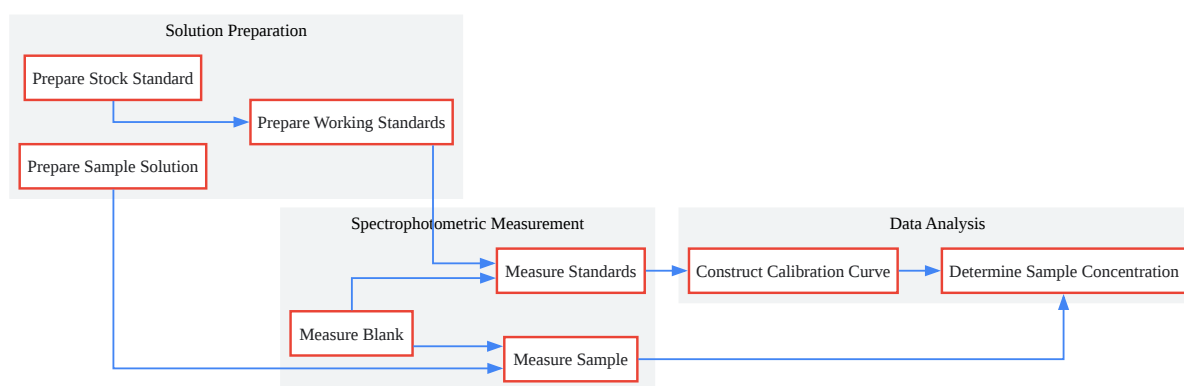 Solution Preparation
Prepare Stock Standard
Prepare Working Standards
Prepare Sample Solution
Spectrophotometric Measurement
Measure Standards
Measure Blank
Measure Sample
Data Analysis
Construct Calibration Curve
Determine Sample Concentration